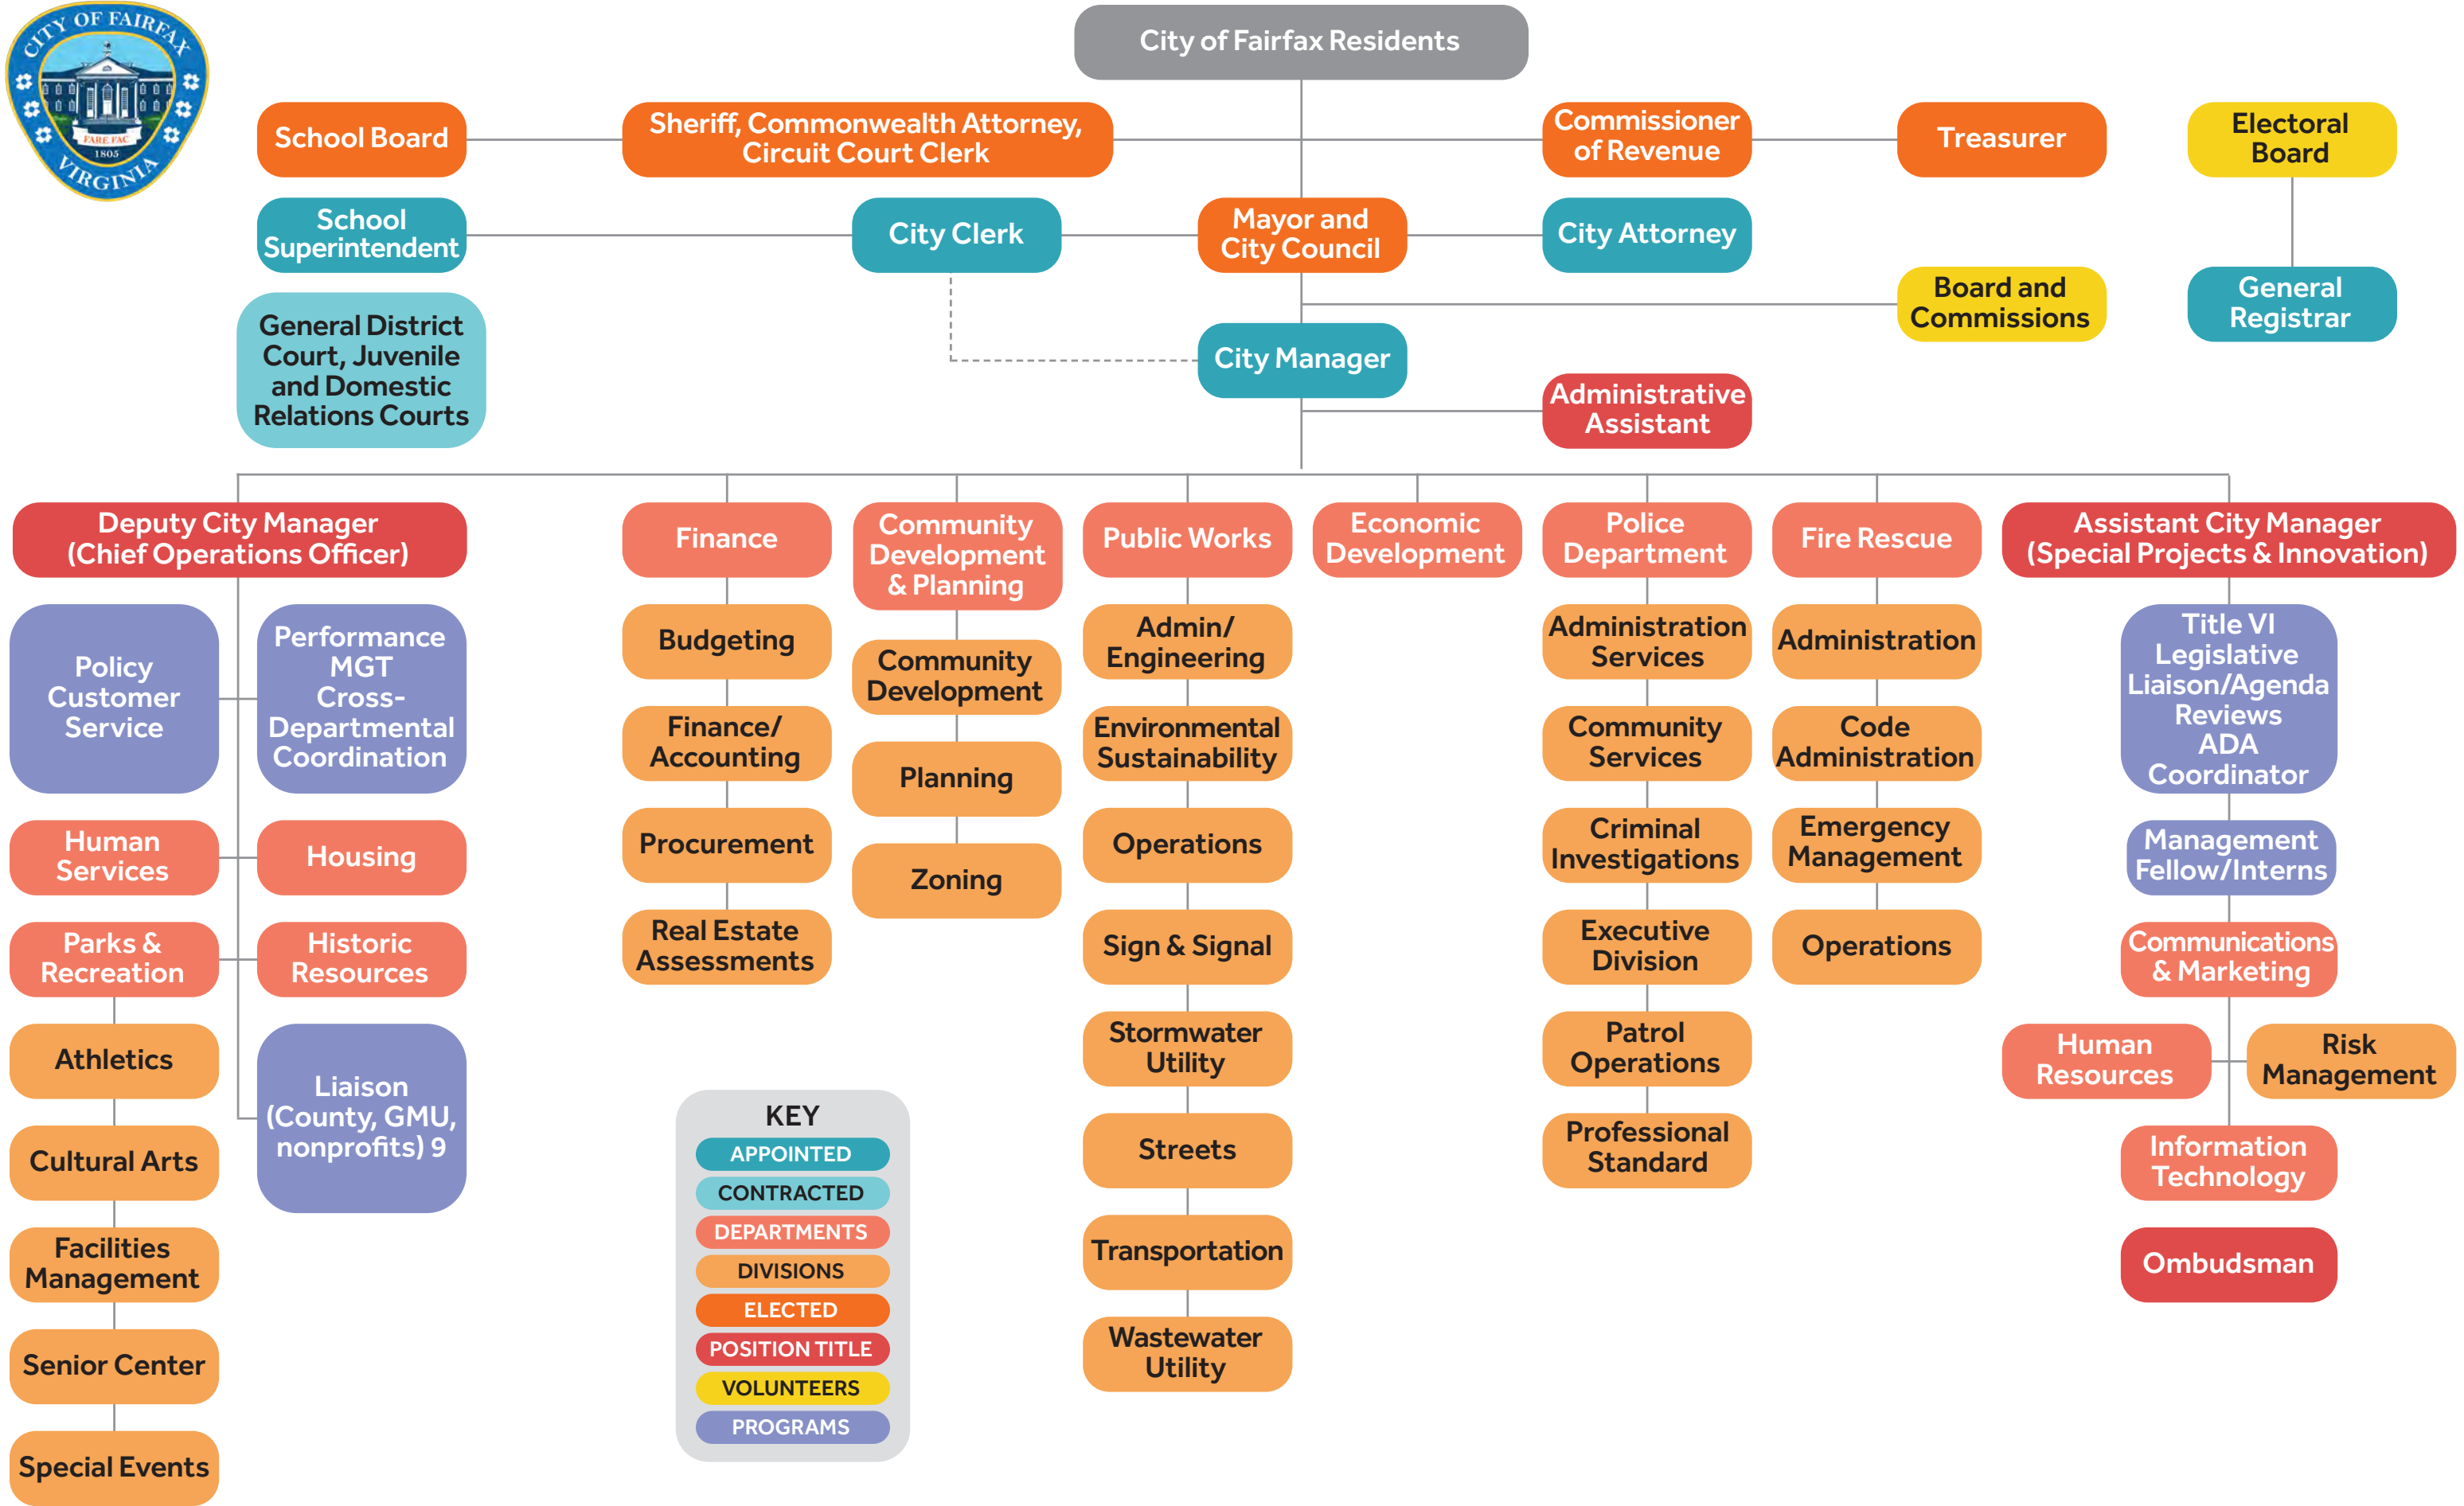 CITY OF FAIRFAX
FARE FAC
1805
VIRGINIA
City of Fairfax Residents
School Board
Sheriff, Commonwealth Attorney,
Circuit Court Clerk
Commissioner
of Revenue
Treasurer
Electoral
Board
School
Superintendent
City Clerk
Mayor and
City Council
City Attorney
Board and
Commissions
General
Registrar
General District
Court, Juvenile
and Domestic
Relations Courts
City Manager
Administrative
Assistant
Deputy City Manager
(Chief Operations Officer)
Policy
Customer
Service
Performance
MGT
Cross-
Departmental
Coordination
Human
Services
Housing
Parks &
Recreation
Historic
Resources
Athletics
Liaison
(County, GMU,
nonprofits) 9
Cultural Arts
Facilities
Management
Senior Center
Special Events
Finance
Budgeting
Finance/
Accounting
Procurement
Real Estate
Assessments
Community
Development
& Planning
Community
Development
Planning
Zoning
Public Works
Admin/
Engineering
Environmental
Sustainability
Operations
Sign & Signal
Stormwater
Utility
Streets
Transportation
Wastewater
Utility
Economic
Development
Police
Department
Administration
Services
Community
Services
Criminal
Investigations
Executive
Division
Patrol
Operations
Professional
Standard
Fire Rescue
Administration
Code
Administration
Emergency
Management
Operations
Assistant City Manager
(Special Projects & Innovation)
Title VI
Legislative
Liaison/Agenda
Reviews
ADA
Coordinator
Management
Fellow/Interns
Communications
& Marketing
Human
Resources
Risk
Management
Information
Technology
Ombudsman
KEY
APPOINTED
CONTRACTED
DEPARTMENTS
DIVISIONS
ELECTED
POSITION TITLE
VOLUNTEERS
PROGRAMS